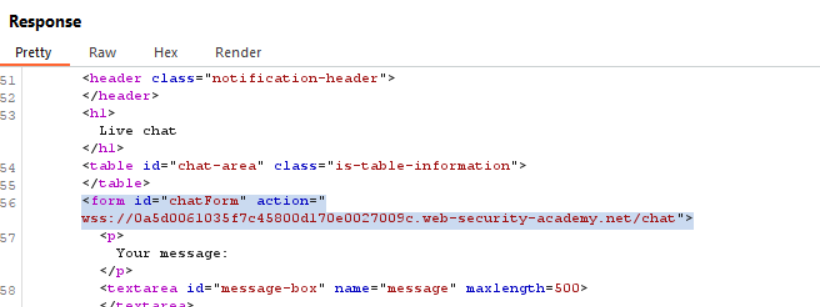 Response
Pretty Raw Hex Render
51 <header class="notification-header">
52 </header>
53 <h1>
Live chat
</h1>
54 <table id="chat-area" class="is-table-information">
55 </table>
56 <form id="chatForm" action="
wss://0a5d0061035f7c45800d170e0027009c.web-security-academy.net/chat">
57 <p>
Your message:
</p>
58 <textarea id="message-box" name="message" maxlength=500>
</textarea>